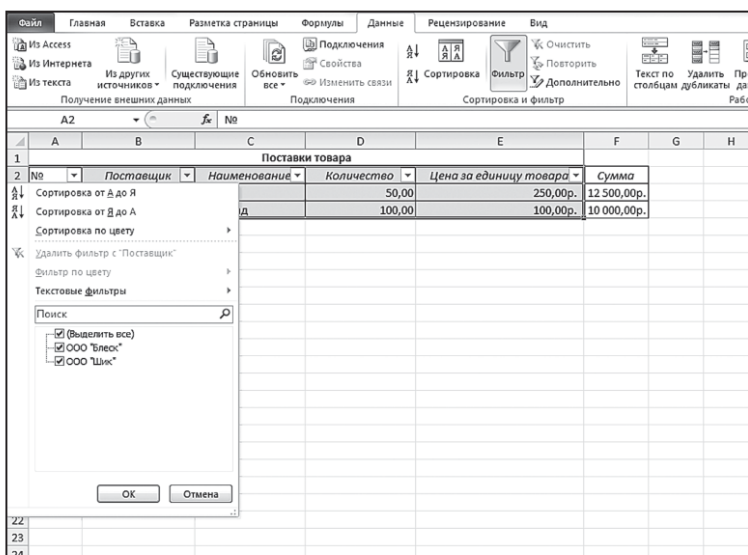 Файл Главная Вставка Разметка страницы Формулы Данные Рецензирование Вид
Из Access
Из Интернета
Из текста
Из других источников
Существующие подключения
Получение внешних данных
Обновить все
Подключения
Свойства
Изменить связи
Подключения
Сортировка
Фильтр
Очистить
Повторить
Дополнительно
Сортировка и фильтр
Текст по столбцам
Удалить дубликаты
A2 fx №
A B C D E F G H
1 Поставки товара
2 № Поставщик Наименование Количество Цена за единицу товара Сумма
50,00 250,00р. 12 500,00р.
100,00 100,00р. 10 000,00р.
Сортировка от А до Я
Сортировка от Я до А
Сортировка по цвету
Удалить фильтр с "Поставщик"
Фильтр по цвету
Текстовые фильтры
Поиск
(Выделить все)
ООО "Блеск"
ООО "Шик"
ОК Отмена
22
23
24